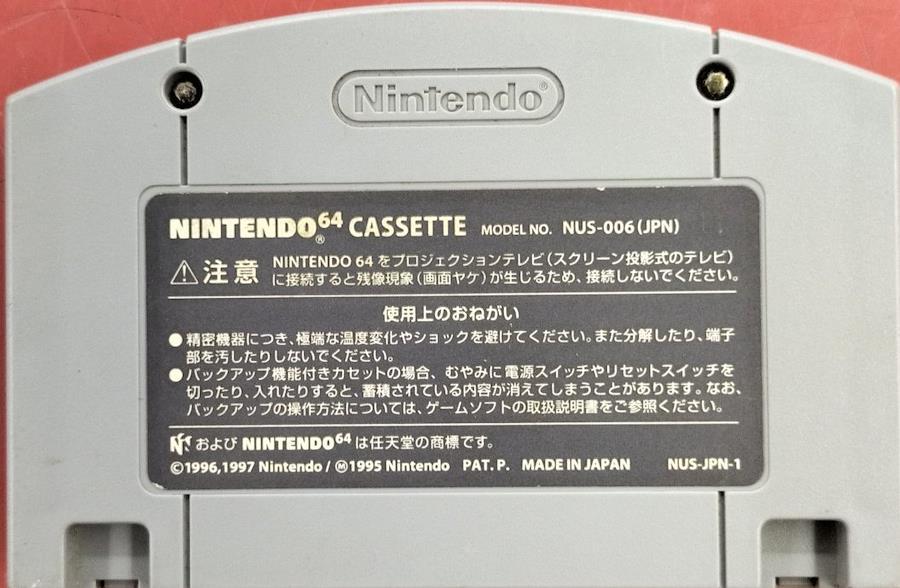 Nintendo®
NINTENDO64® CASSETTE MODEL NO. NUS-006(JPN)
⚠注意 NINTENDO 64 をプロジェクションテレビ(スクリーン投影式のテレビ)
に接続すると残像現象(画面ヤケ)が生じるため、接続しないでください。
使用上のおねがい
●精密機器につき、極端な温度変化やショックを避けてください。また分解したり、端子
部を汚したりしないでください。
●バックアップ機能付きカセットの場合、むやみに電源スイッチやリセットスイッチを
切ったり、入れたりすると、蓄積されている内容が消えてしまうことがあります。なお、
バックアップの操作方法については、ゲームソフトの取扱説明書をご参照ください。
および NINTENDO64 は任天堂の商標です。
©1996,1997 Nintendo / Ⓜ1995 Nintendo PAT. P. MADE IN JAPAN NUS-JPN-1